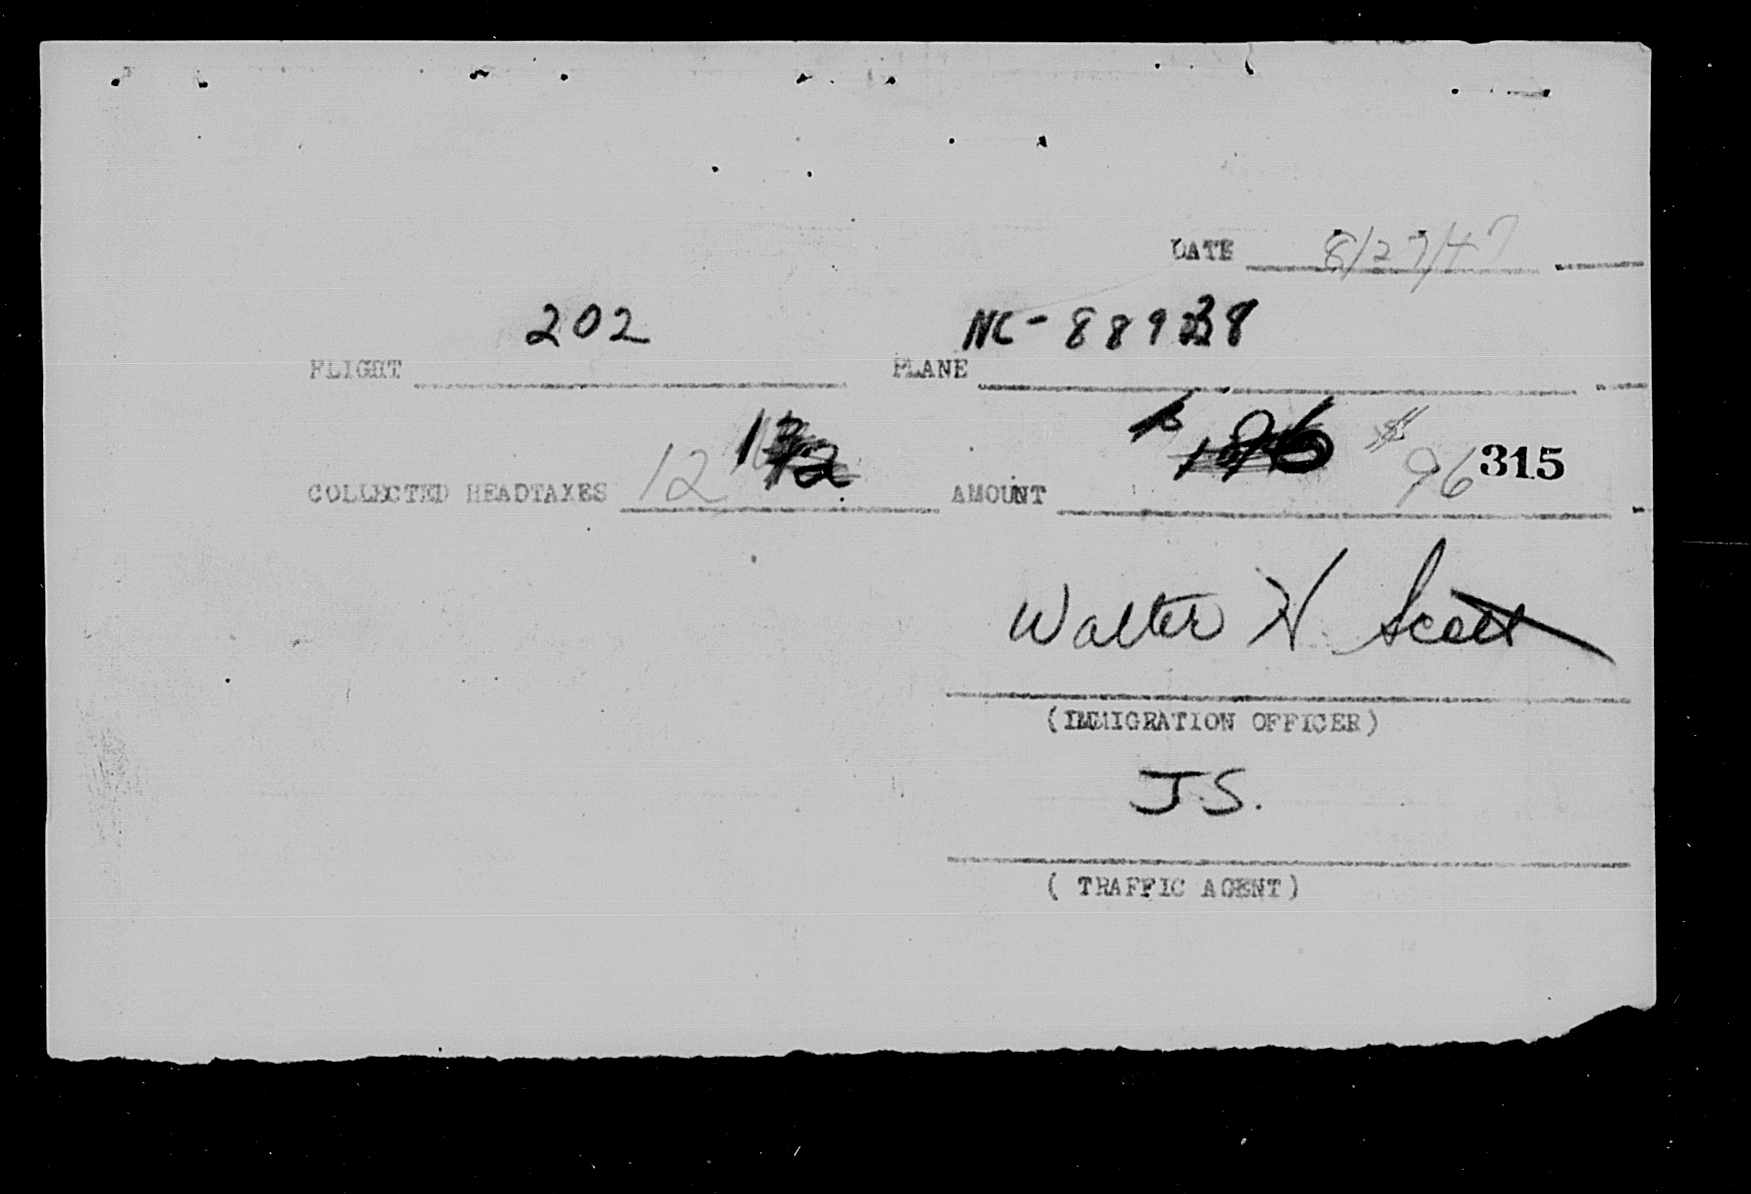 DATE 8/27/47
FLIGHT 202 PLANE NC-88938
COLLECTED HEADTAXES 12 AMOUNT $96 315
Walter H Scott
(IMMIGRATION OFFICER)
J.S.
( TRAFFIC AGENT)